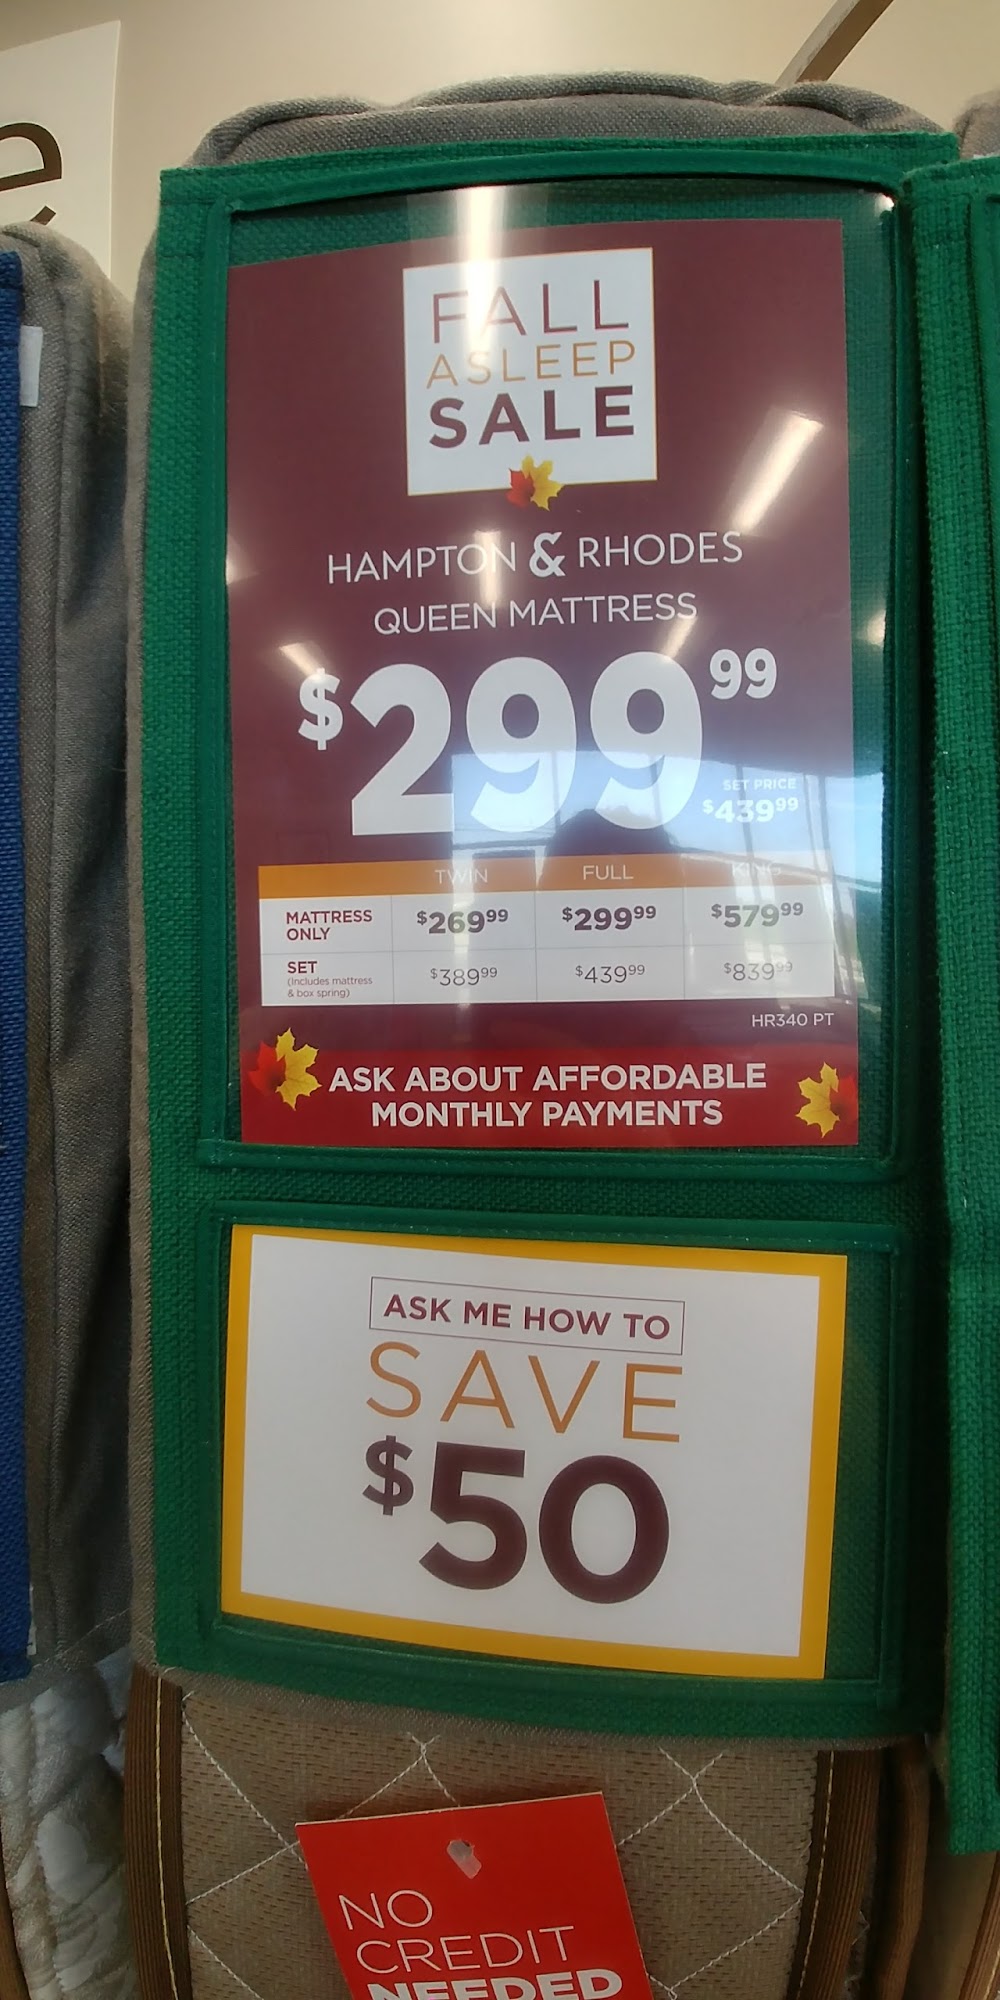 e
FALL
ASLEEP
SALE
HAMPTON & RHODES
QUEEN MATTRESS
$299 99
SET PRICE
$439 99
TWIN FULL KING
MATTRESS ONLY $269 99 $299 99 $579 99
SET $389 99 $439 99 $839 99
(Includes mattress
& box spring)
HR340 PT
ASK ABOUT AFFORDABLE
MONTHLY PAYMENTS
ASK ME HOW TO
SAVE
$50
NO
CREDIT
NEEDED